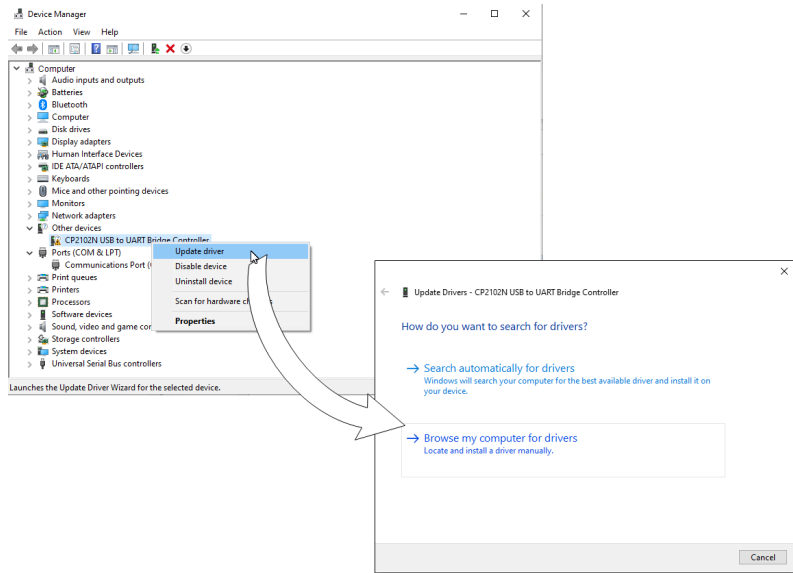 Device Manager
File Action View Help
Computer
Audio inputs and outputs
Batteries
Bluetooth
Computer
Disk drives
Display adapters
Human Interface Devices
IDE ATA/ATAPI controllers
Keyboards
Mice and other pointing devices
Monitors
Network adapters
Other devices
CP2102N USB to UART Bridge Controller
Ports (COM & LPT)
Communications Port (
Print queues
Printers
Processors
Software devices
Sound, video and game con
Storage controllers
System devices
Universal Serial Bus controllers
Launches the Update Driver Wizard for the selected device.
Update driver
Disable device
Uninstall device
Scan for hardware
Properties
Update Drivers - CP2102N USB to UART Bridge Controller
How do you want to search for drivers?
Search automatically for drivers
Windows will search your computer for the best available driver and install it on
your device.
Browse my computer for drivers
Locate and install a driver manually.
Cancel